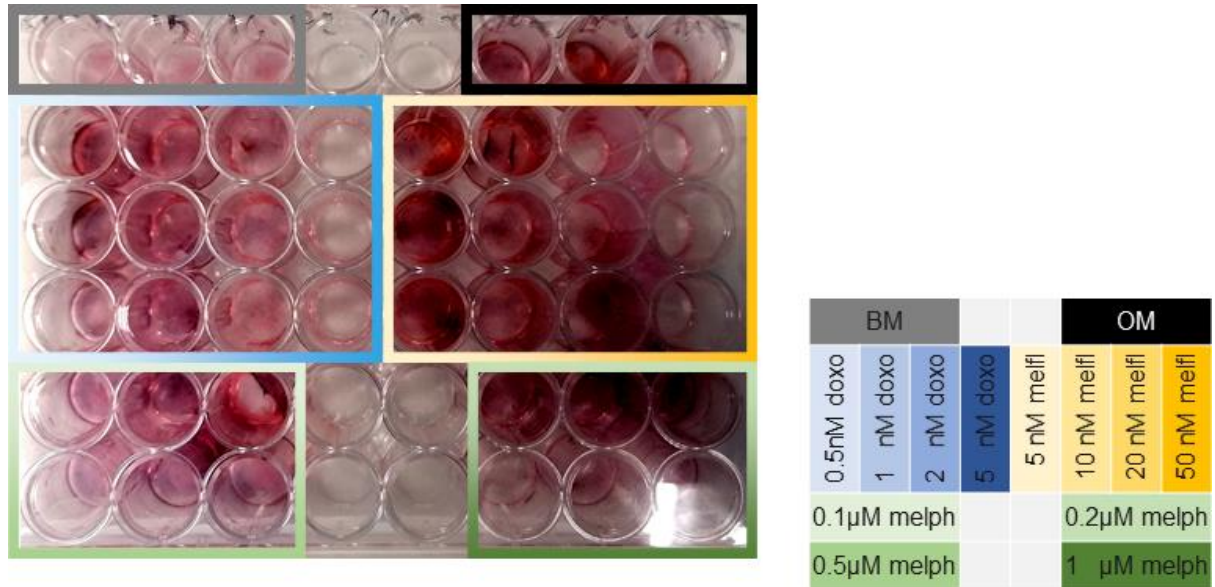 BM OM
0.5nM doxo
1 nM doxo
2 nM doxo
5 nM doxo
5 nM melfl
10 nM melfl
20 nM melfl
50 nM melfl
0.1µM melph 0.2µM melph
0.5µM melph 1 µM melph